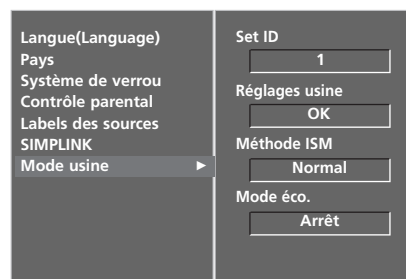 Langue(Language)
Pays
Système de verrou
Contrôle parental
Labels des sources
SIMPLINK
Mode usine ►
Set ID
1
Réglages usine
OK
Méthode ISM
Normal
Mode éco.
Arrêt